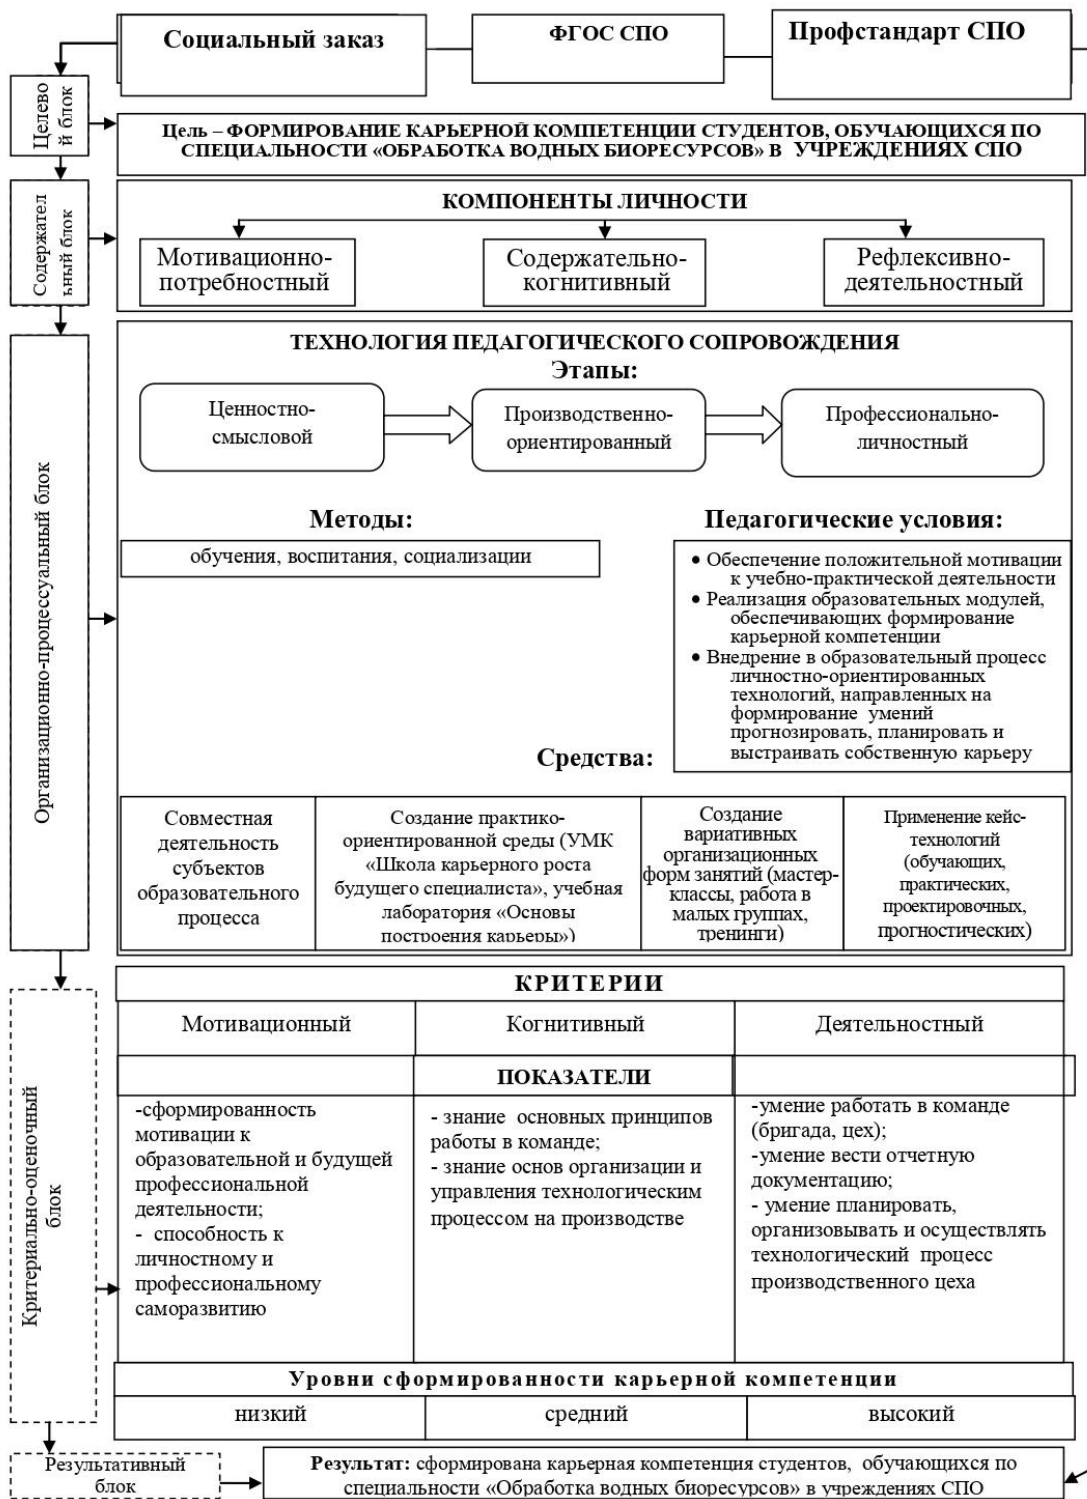 Социальный заказ
ФГОС СПО
Профстандарт СПО
Целево
й блок
Цель – ФОРМИРОВАНИЕ КАРЬЕРНОЙ КОМПЕТЕНЦИИ СТУДЕНТОВ, ОБУЧАЮЩИХСЯ ПО
СПЕЦИАЛЬНОСТИ «ОБРАБОТКА ВОДНЫХ БИОРЕСУРСОВ» В УЧРЕЖДЕНИЯХ СПО
Содержател
ьный блок
КОМПОНЕНТЫ ЛИЧНОСТИ
Мотивационно-
потребностный
Содержательно-
когнитивный
Рефлексивно-
деятельностный
Организационно-процессуальный блок
ТЕХНОЛОГИЯ ПЕДАГОГИЧЕСКОГО СОПРОВОЖДЕНИЯ
Этапы:
Ценностно-
смысловой
Производственно-
ориентированный
Профессионально-
личностный
Методы:
обучения, воспитания, социализации
Педагогические условия:
• Обеспечение положительной мотивации
к учебно-практической деятельности
• Реализация образовательных модулей,
обеспечивающих формирование
карьерной компетенции
• Внедрение в образовательный процесс
личностно-ориентированных
технологий, направленных на
формирование умений
прогнозировать, планировать и
выстраивать собственную карьеру
Средства:
Совместная
деятельность
субъектов
образовательного
процесса
Создание практико-
ориентированной среды (УМК
«Школа карьерного роста
будущего специалиста», учебная
лаборатория «Основы
построения карьеры»)
Создание
вариативных
организационных
форм занятий (мастер-
классы, работа в
малых группах,
тренинги)
Применение кейс-
технологий
(обучающих,
практических,
проектировочных,
прогностических)
Критериально-оценочный
блок
КРИТЕРИИ
Мотивационный
Когнитивный
Деятельностный
ПОКАЗАТЕЛИ
-сформированность
мотивации к
образовательной и будущей
профессиональной
деятельности;
- способность к
личностному и
профессиональному
саморазвитию
- знание основных принципов
работы в команде;
- знание основ организации и
управления технологическим
процессом на производстве
-умение работать в команде
(бригада, цех);
-умение вести отчетную
документацию;
- умение планировать,
организовывать и осуществлять
технологический процесс
производственного цеха
Уровни сформированности карьерной компетенции
низкий
средний
высокий
Результативный
блок
Результат: сформирована карьерная компетенция студентов, обучающихся по
специальности «Обработка водных биоресурсов» в учреждениях СПО